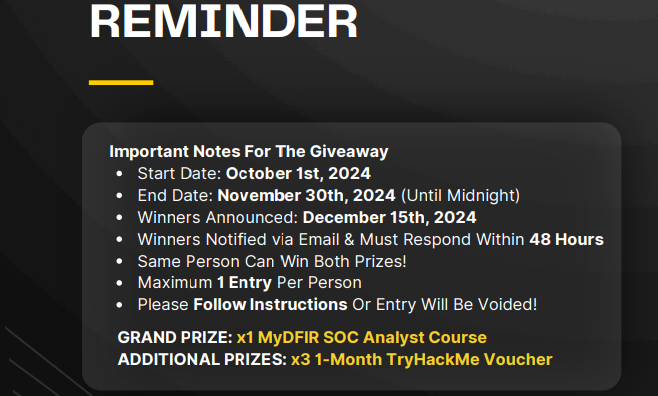 REMINDER
Important Notes For The Giveaway
• Start Date: October 1st, 2024
• End Date: November 30th, 2024 (Until Midnight)
• Winners Announced: December 15th, 2024
• Winners Notified via Email & Must Respond Within 48 Hours
• Same Person Can Win Both Prizes!
• Maximum 1 Entry Per Person
• Please Follow Instructions Or Entry Will Be Voided!
GRAND PRIZE: x1 MyDFIR SOC Analyst Course
ADDITIONAL PRIZES: x3 1-Month TryHackMe Voucher